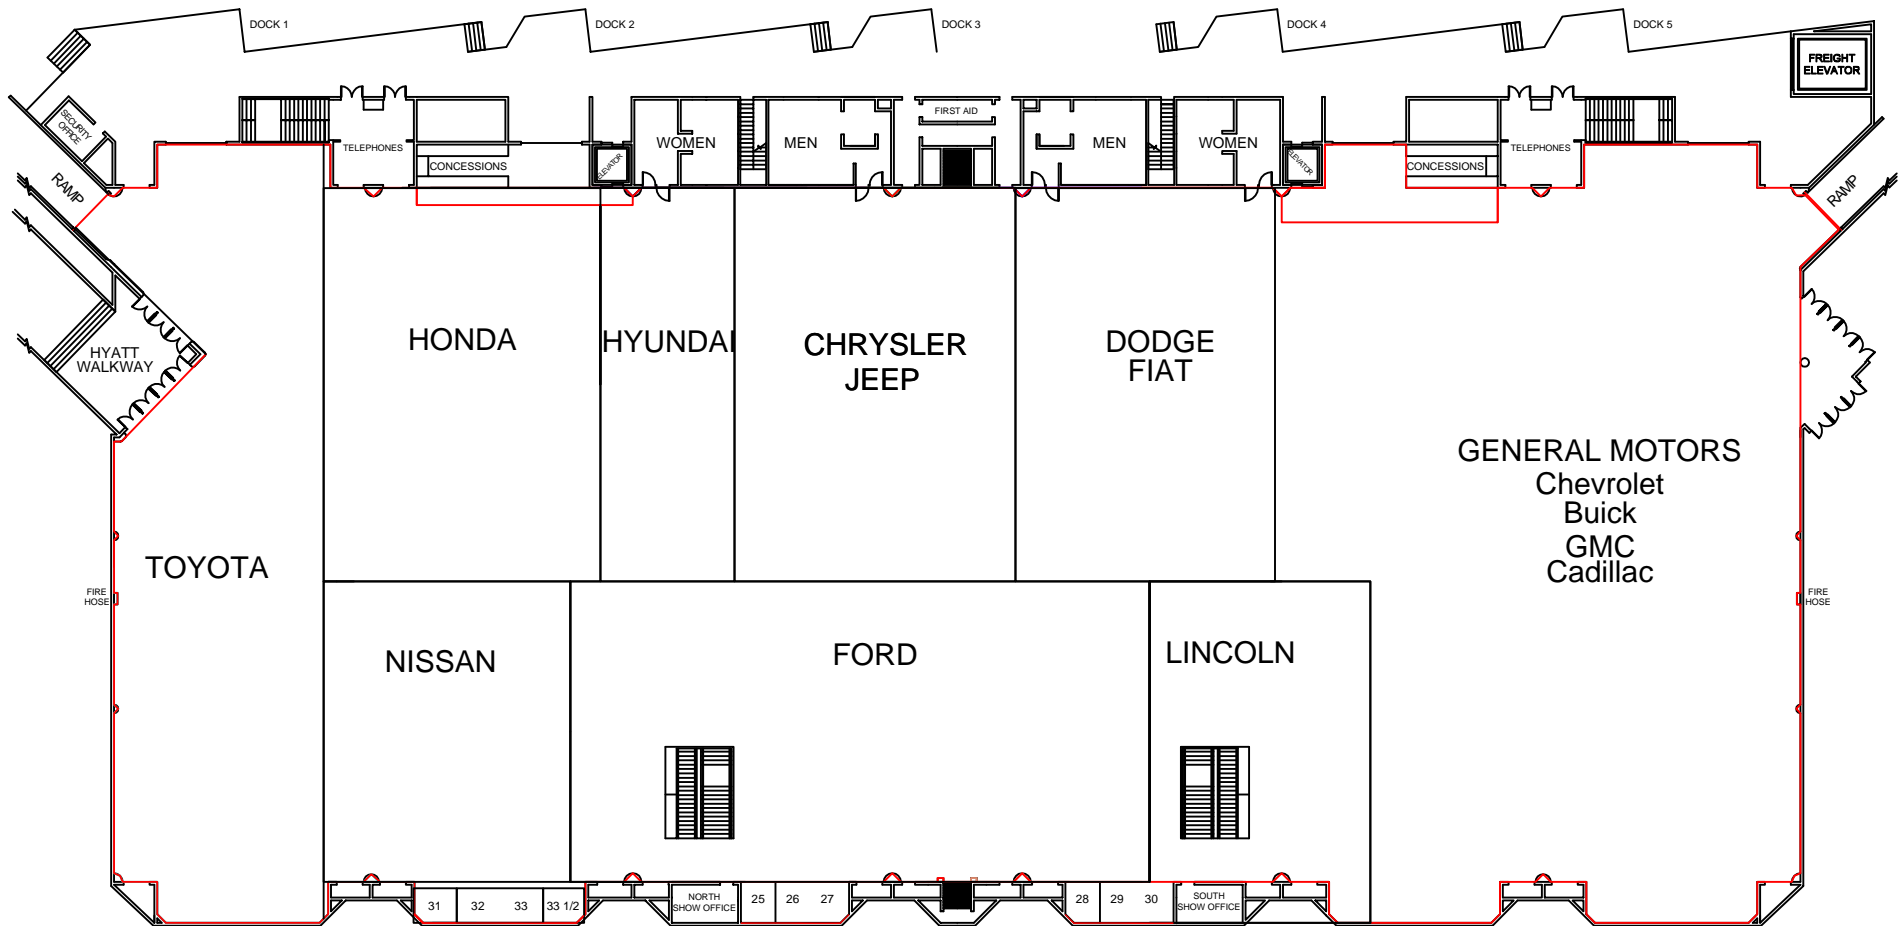 DOCK 1
DOCK 2
DOCK 3
DOCK 4
DOCK 5
FREIGHT
ELEVATOR
SECURITY
OFFICE
FIRST AID
TELEPHONES
CONCESSIONS
ELEVATOR
WOMEN
MEN
MEN
WOMEN
ELEVATOR
CONCESSIONS
TELEPHONES
RAMP
RAMP
HYATT
WALKWAY
HONDA
HYUNDAI
CHRYSLER
JEEP
DODGE
FIAT
GENERAL MOTORS
Chevrolet
Buick
GMC
Cadillac
TOYOTA
FIRE
HOSE
FIRE
HOSE
NISSAN
FORD
LINCOLN
31
32
33
33 1/2
NORTH
SHOW OFFICE
25
26
27
28
29
30
SOUTH
SHOW OFFICE